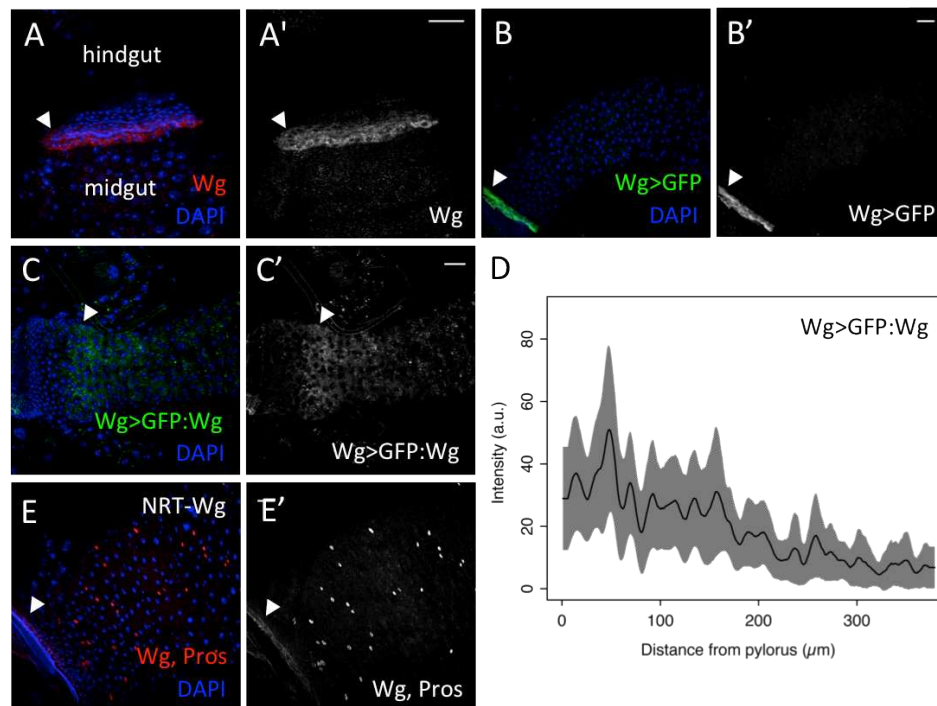 A
hindgut
midgut
Wg
DAPI
A'
Wg
B
Wg>GFP
DAPI
B’
Wg>GFP
C
Wg>GFP:Wg
DAPI
C’
Wg>GFP:Wg
D
Wg>GFP:Wg
80
60
40
20
0
Intensity (a.u.)
0 100 200 300
Distance from pylorus (µm)
E
NRT-Wg
Wg, Pros
DAPI
E’
Wg, Pros